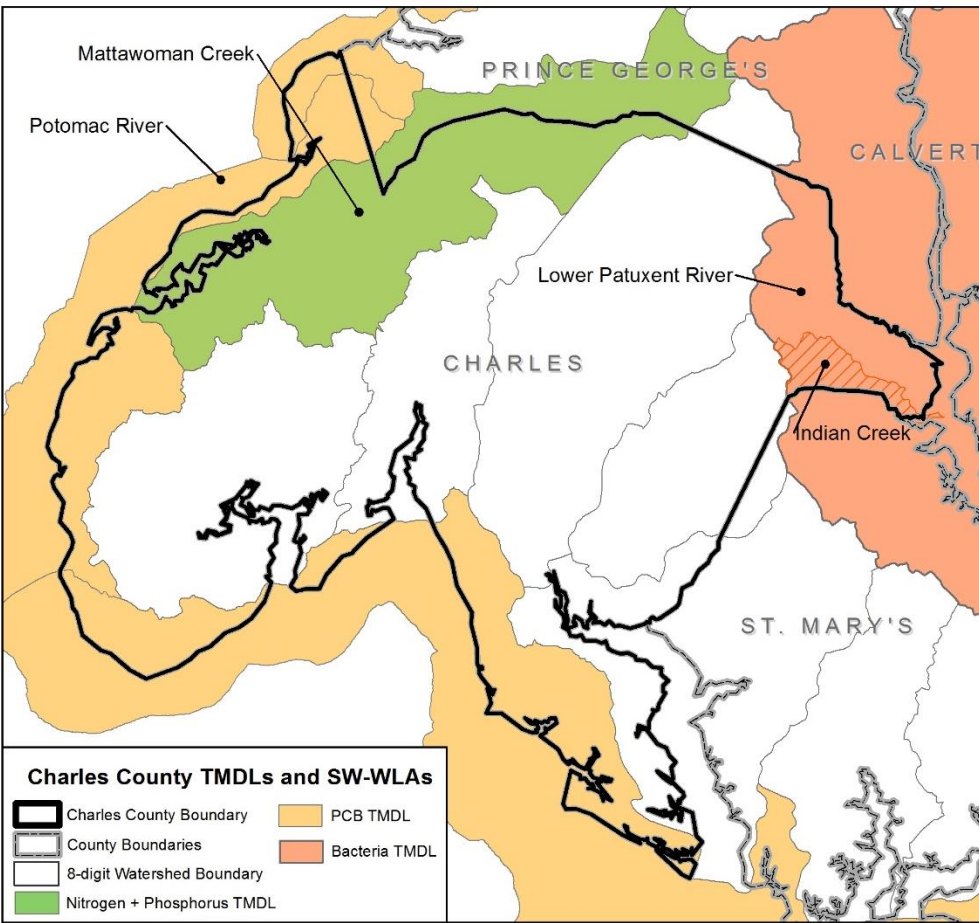 Mattawoman Creek
PRINCE GEORGE'S
Potomac River
CALVERT
Lower Patuxent River
CHARLES
Indian Creek
ST. MARY'S
Charles County TMDLs and SW-WLAs
Charles County Boundary
PCB TMDL
County Boundaries
Bacteria TMDL
8-digit Watershed Boundary
Nitrogen + Phosphorus TMDL